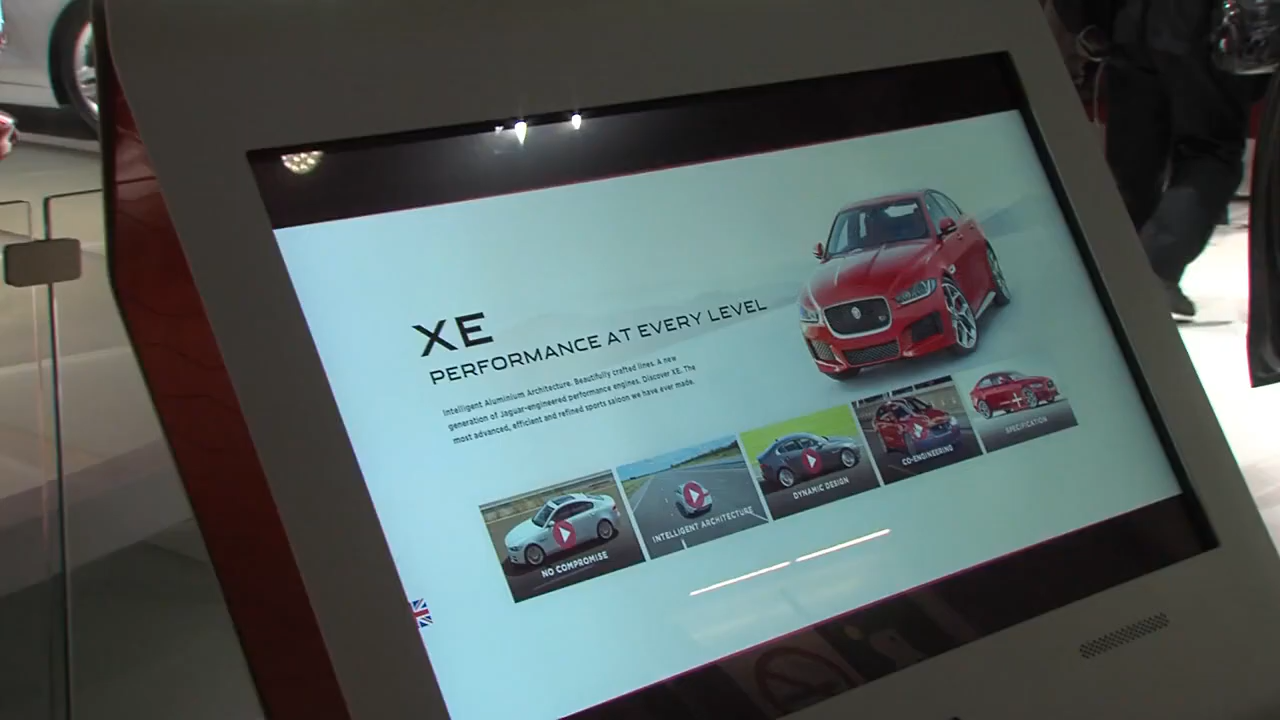 XE
PERFORMANCE AT EVERY LEVEL
Intelligent Aluminium Architecture. Beautifully crafted lines. A new
generation of Jaguar-engineered performance engines. Discover XE. The
most advanced, efficient and refined sports saloon we have ever made.
NO COMPROMISE
INTELLIGENT ARCHITECTURE
DYNAMIC DESIGN
CO-ENGINEERING
SPECIFICATION